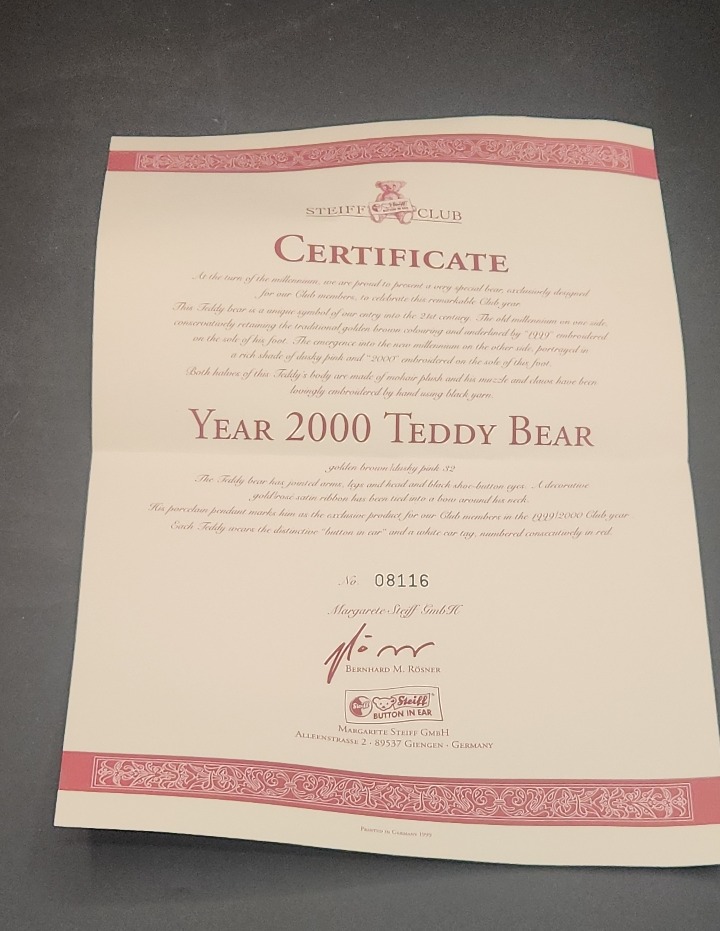 STEIFF CLUB
Steiff
BUTTON IN EAR
CERTIFICATE
At the turn of the millennium, we are proud to present a very special bear, exclusively designed
for our Club members, to celebrate this remarkable Club year.
This Teddy bear is a unique symbol of our entry into the 21st century. The old millennium on one side,
conservatively retaining the traditional golden brown colouring and underlined by "1999" embroidered
on the sole of his foot. The emergence into the new millennium on the other side, portrayed in
a rich shade of dusky pink and "2000" embroidered on the sole of this foot.
Both halves of this Teddy's body are made of mohair plush and his muzzle and claws have been
lovingly embroidered by hand using black yarn.
YEAR 2000 TEDDY BEAR
golden brown/dusky pink 32
The Teddy bear has jointed arms, legs and head and black shoe-button eyes. A decorative
gold/rose satin ribbon has been tied into a bow around his neck.
His porcelain pendant marks him as the exclusive product for our Club members in the 1999/2000 Club year.
Each Teddy wears the distinctive "button in ear" and a white ear tag, numbered consecutively in red.
No. 08116
Margarete Steiff GmbH
BERNHARD M. RÖSNER
Steiff Steiff®
BUTTON IN EAR
MARGARETE STEIFF GMBH
ALLEENSTRASSE 2 · 89537 GIENGEN · GERMANY
PRINTED IN GERMANY 1999